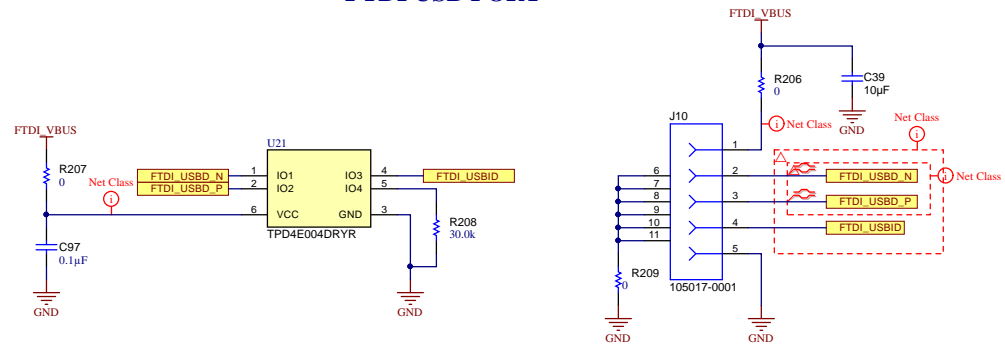 FTDI_VBUS
R207
0
Net Class
i
C97
0.1µF
GND
FTDI_USBD_N
FTDI_USBD_P
U21
1 IO1 IO3 4
2 IO2 IO4 5
6 VCC GND 3
TPD4E004DRYR
FTDI_USBID
R208
30.0k
GND
FTDI_VBUS
R206
0
C39
10µF
GND
i Net Class
Net Class
i
J10
1
6 2
7
8 3
9
10 4
11
5
105017-0001
FTDI_USBD_N
i Net Class
FTDI_USBD_P
FTDI_USBID
R209
0
GND
GND